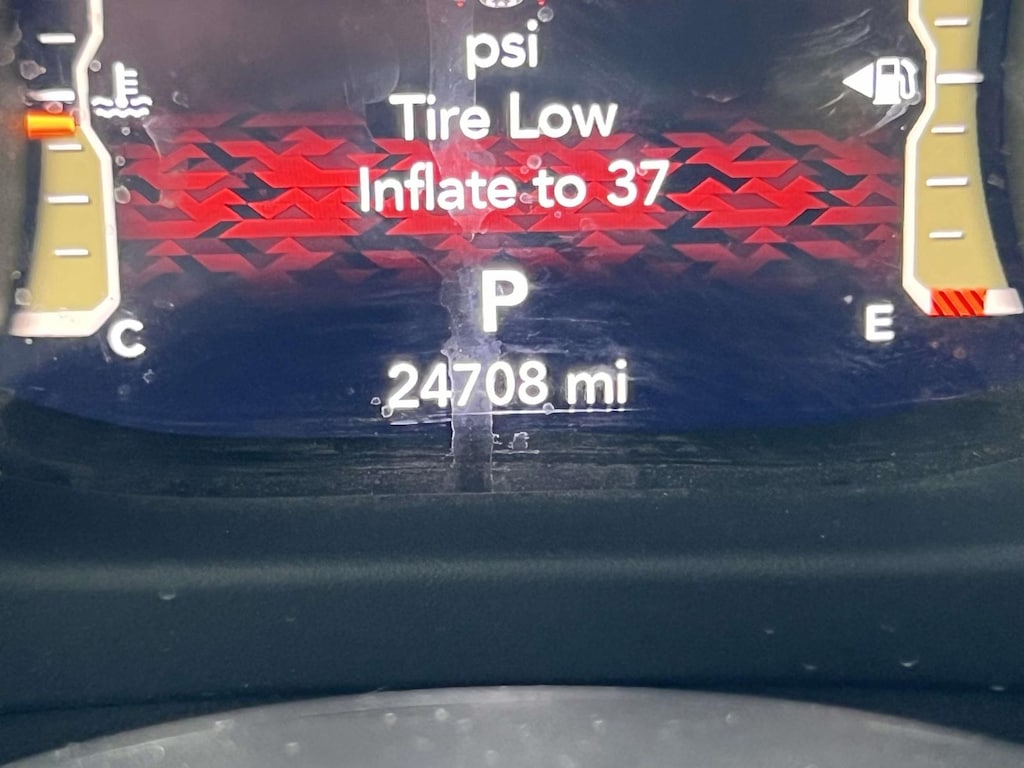 psi
Tire Low
Inflate to 37
P
C
E
24708 mi